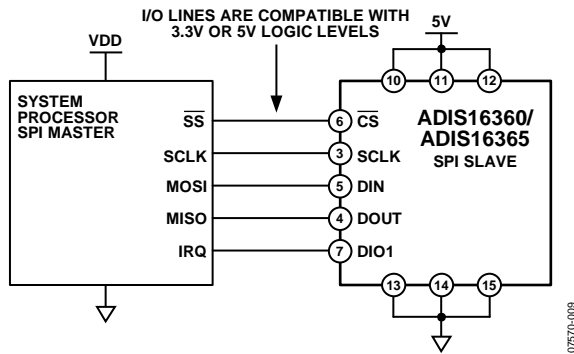 I/O LINES ARE COMPATIBLE WITH
3.3V OR 5V LOGIC LEVELS
VDD
5V
10
11
12
SYSTEM
PROCESSOR
SPI MASTER
ADIS16360/
ADIS16365
SPI SLAVE
SS
6
CS
SCLK
3
SCLK
MOSI
5
DIN
MISO
4
DOUT
IRQ
7
DIO1
13
14
15
07570-009